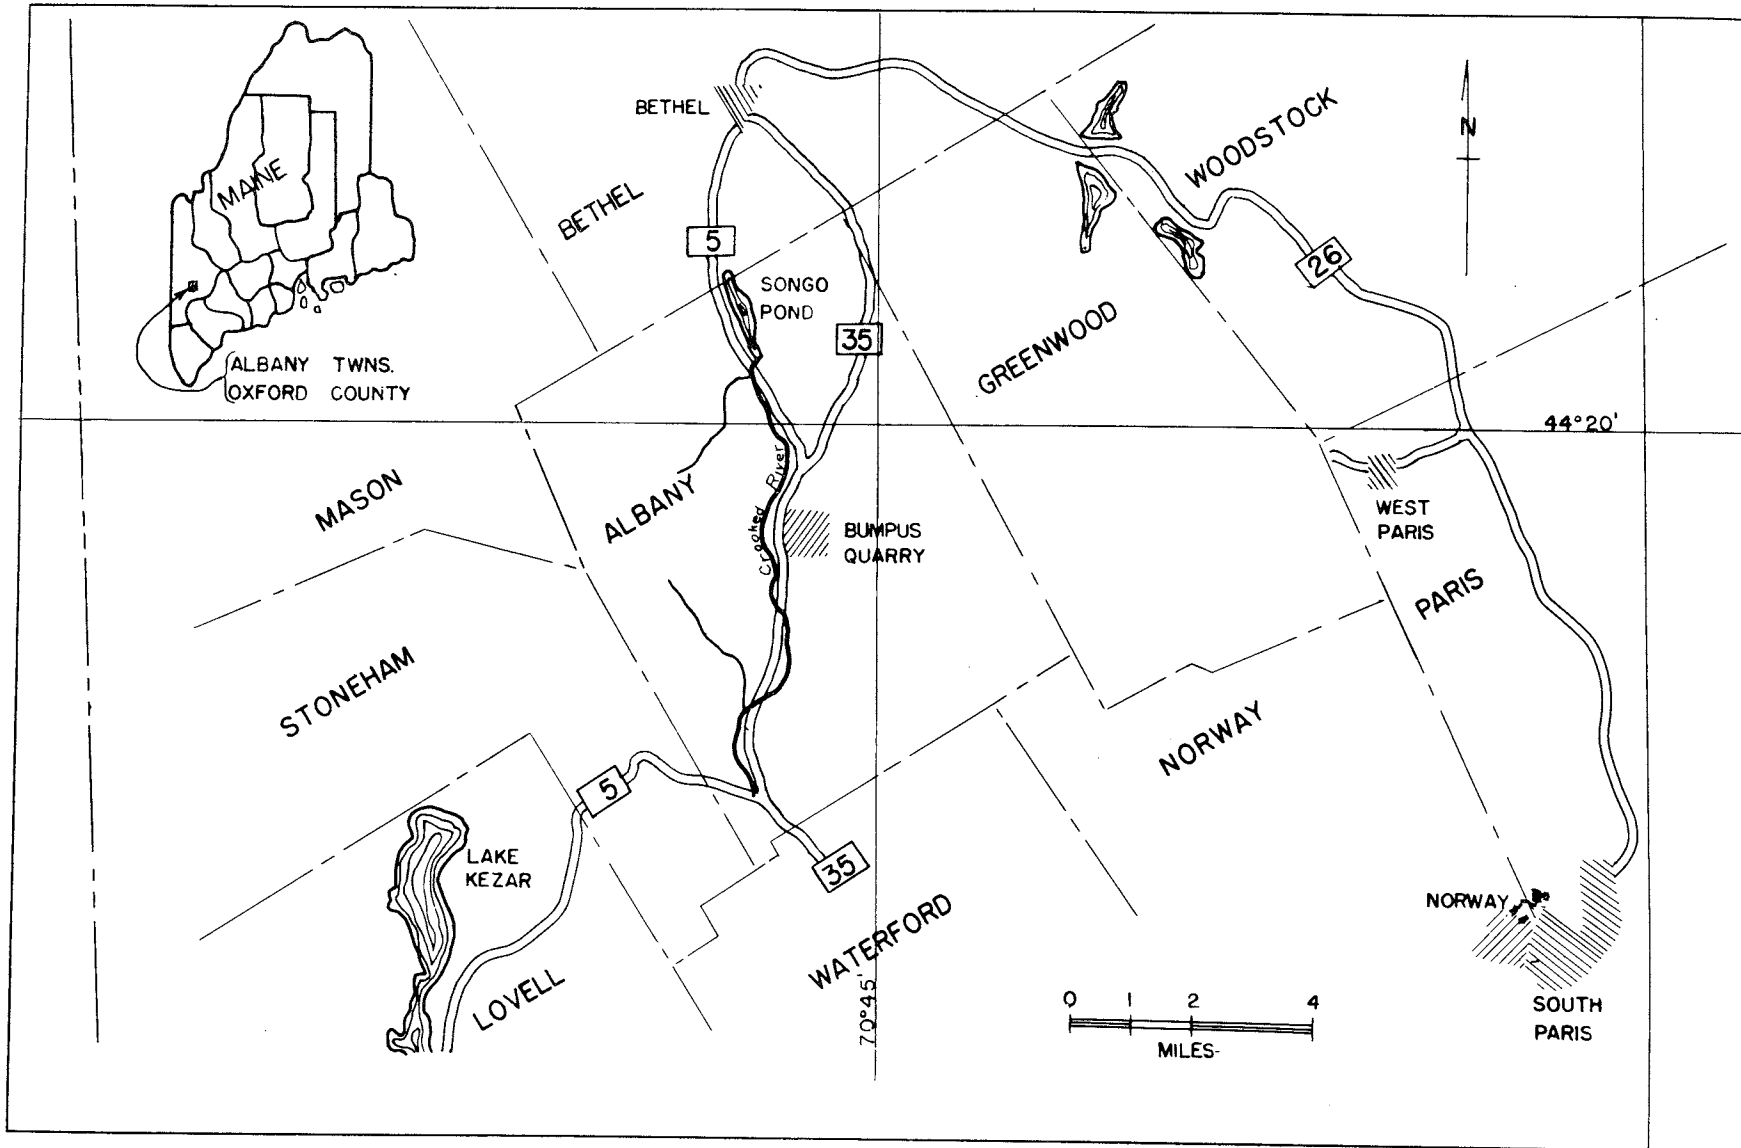 MAINE
ALBANY TWNS.
OXFORD COUNTY
BETHEL
BETHEL
5
SONGO
POND
35
WOODSTOCK
N
26
GREENWOOD
44°20'
MASON
ALBANY
Crooked River
BUMPUS
QUARRY
WEST
PARIS
PARIS
STONEHAM
NORWAY
5
35
LAKE
KEZAR
LOVELL
WATERFORD
70°45'
NORWAY
SOUTH
PARIS
0 1 2 4
MILES